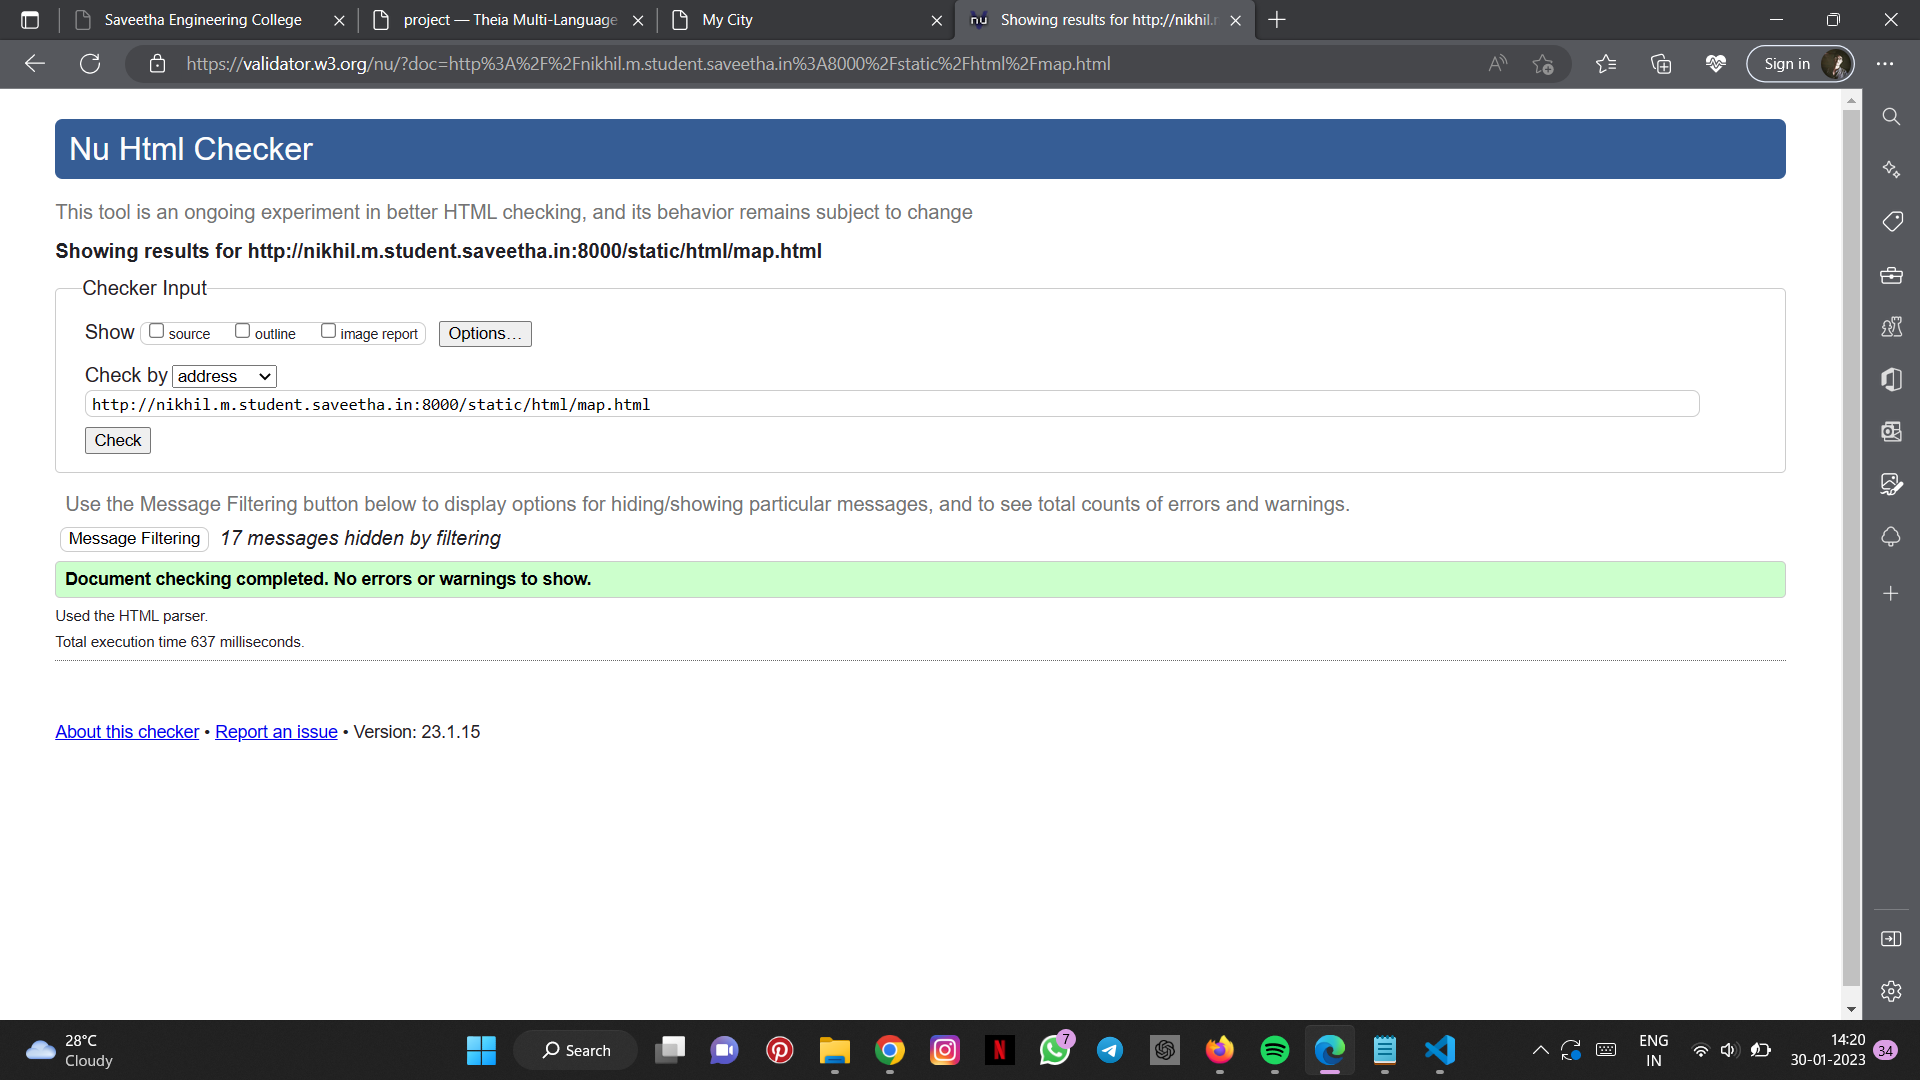 Saveetha Engineering College
project — Theia Multi-Language
My City
nu Showing results for http://nikhil.m
https://validator.w3.org/nu/?doc=http%3A%2F%2Fnikhil.m.student.saveetha.in%3A8000%2Fstatic%2Fhtml%2Fmap.html
Sign in
Nu Html Checker
This tool is an ongoing experiment in better HTML checking, and its behavior remains subject to change
Showing results for http://nikhil.m.student.saveetha.in:8000/static/html/map.html
Checker Input
Show source outline image report Options...
Check by address
http://nikhil.m.student.saveetha.in:8000/static/html/map.html
Check
Use the Message Filtering button below to display options for hiding/showing particular messages, and to see total counts of errors and warnings.
Message Filtering 17 messages hidden by filtering
Document checking completed. No errors or warnings to show.
Used the HTML parser.
Total execution time 637 milliseconds.
About this checker • Report an issue • Version: 23.1.15
28°C
Cloudy
Search
7
ENG
IN
14:20
30-01-2023
34